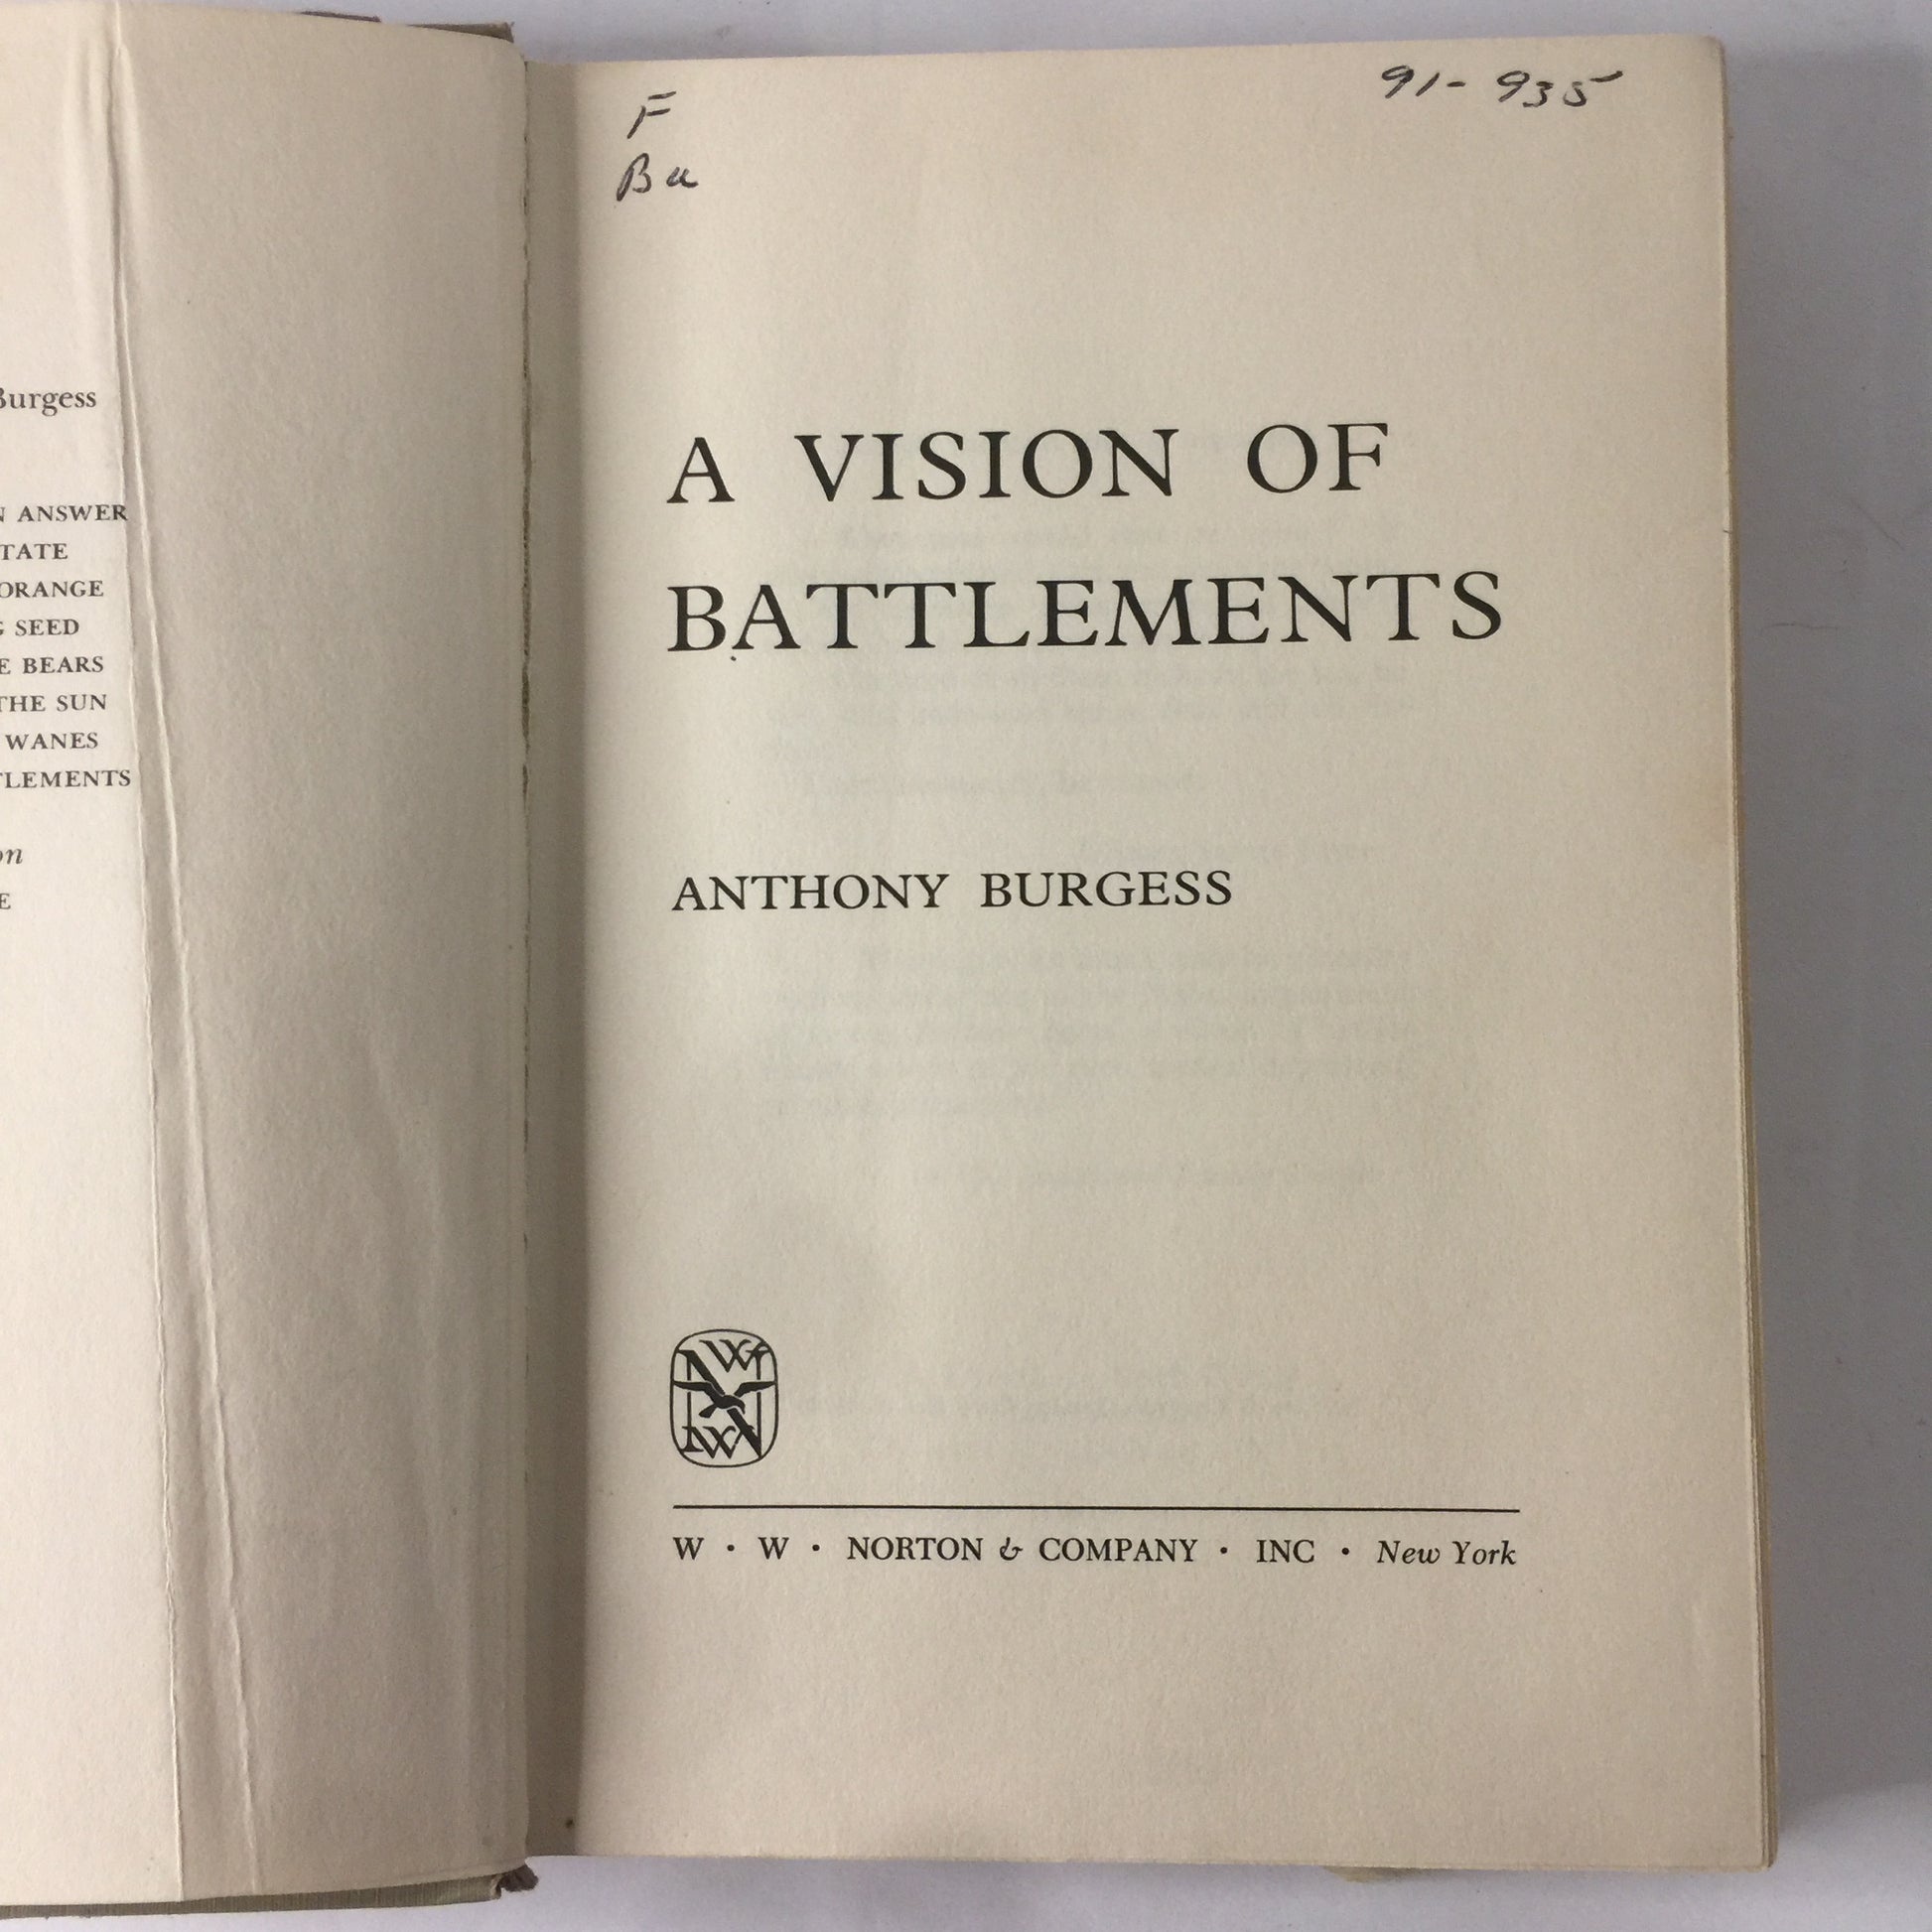 Burgess
N ANSWER
TATE
ORANGE
G SEED
E BEARS
THE SUN
WANES
TLEMENTS
on
E
F
Bu
91-935
A VISION OF
BATTLEMENTS
ANTHONY BURGESS
W · W · NORTON & COMPANY · INC · New York